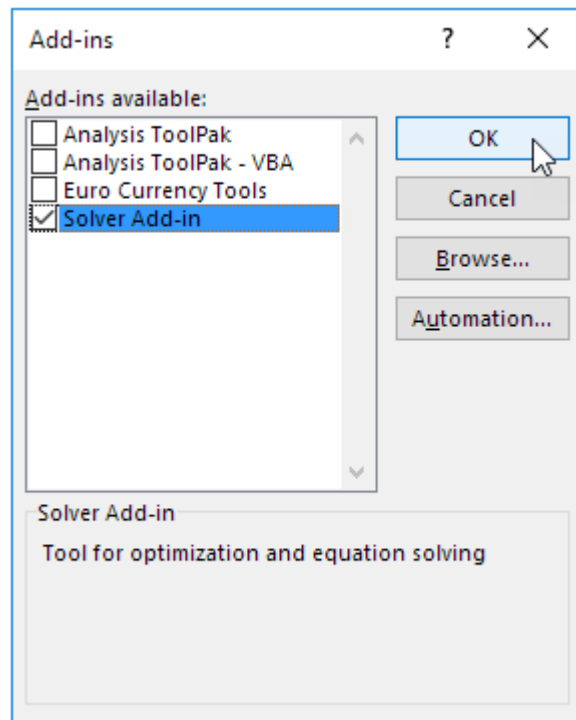 Add-ins ?
Add-ins available:
Analysis ToolPak
Analysis ToolPak - VBA
Euro Currency Tools
Solver Add-in
OK
Cancel
Browse...
Automation...
Solver Add-in
Tool for optimization and equation solving